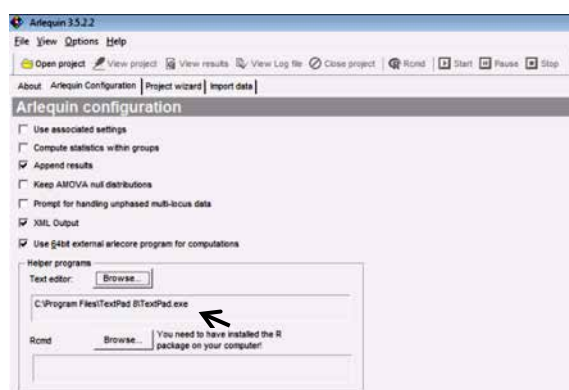 Arlequin 3.5.2.2
File View Options Help
Open project View project View results View Log file Close project Rcmd Start Pause Stop
About Arlequin Configuration Project wizard Import data
Arlequin configuration
Use associated settings
Compute statistics within groups
Append results
Keep AMOVA null distributions
Prompt for handling unphased multi-locus data
XML Output
Use 64bit external arlecore program for computations
Helper programs
Text editor: Browse...
C:\Program Files\TextPad 8\TextPad.exe
Rcmd Browse... You need to have installed the R
package on your computer!